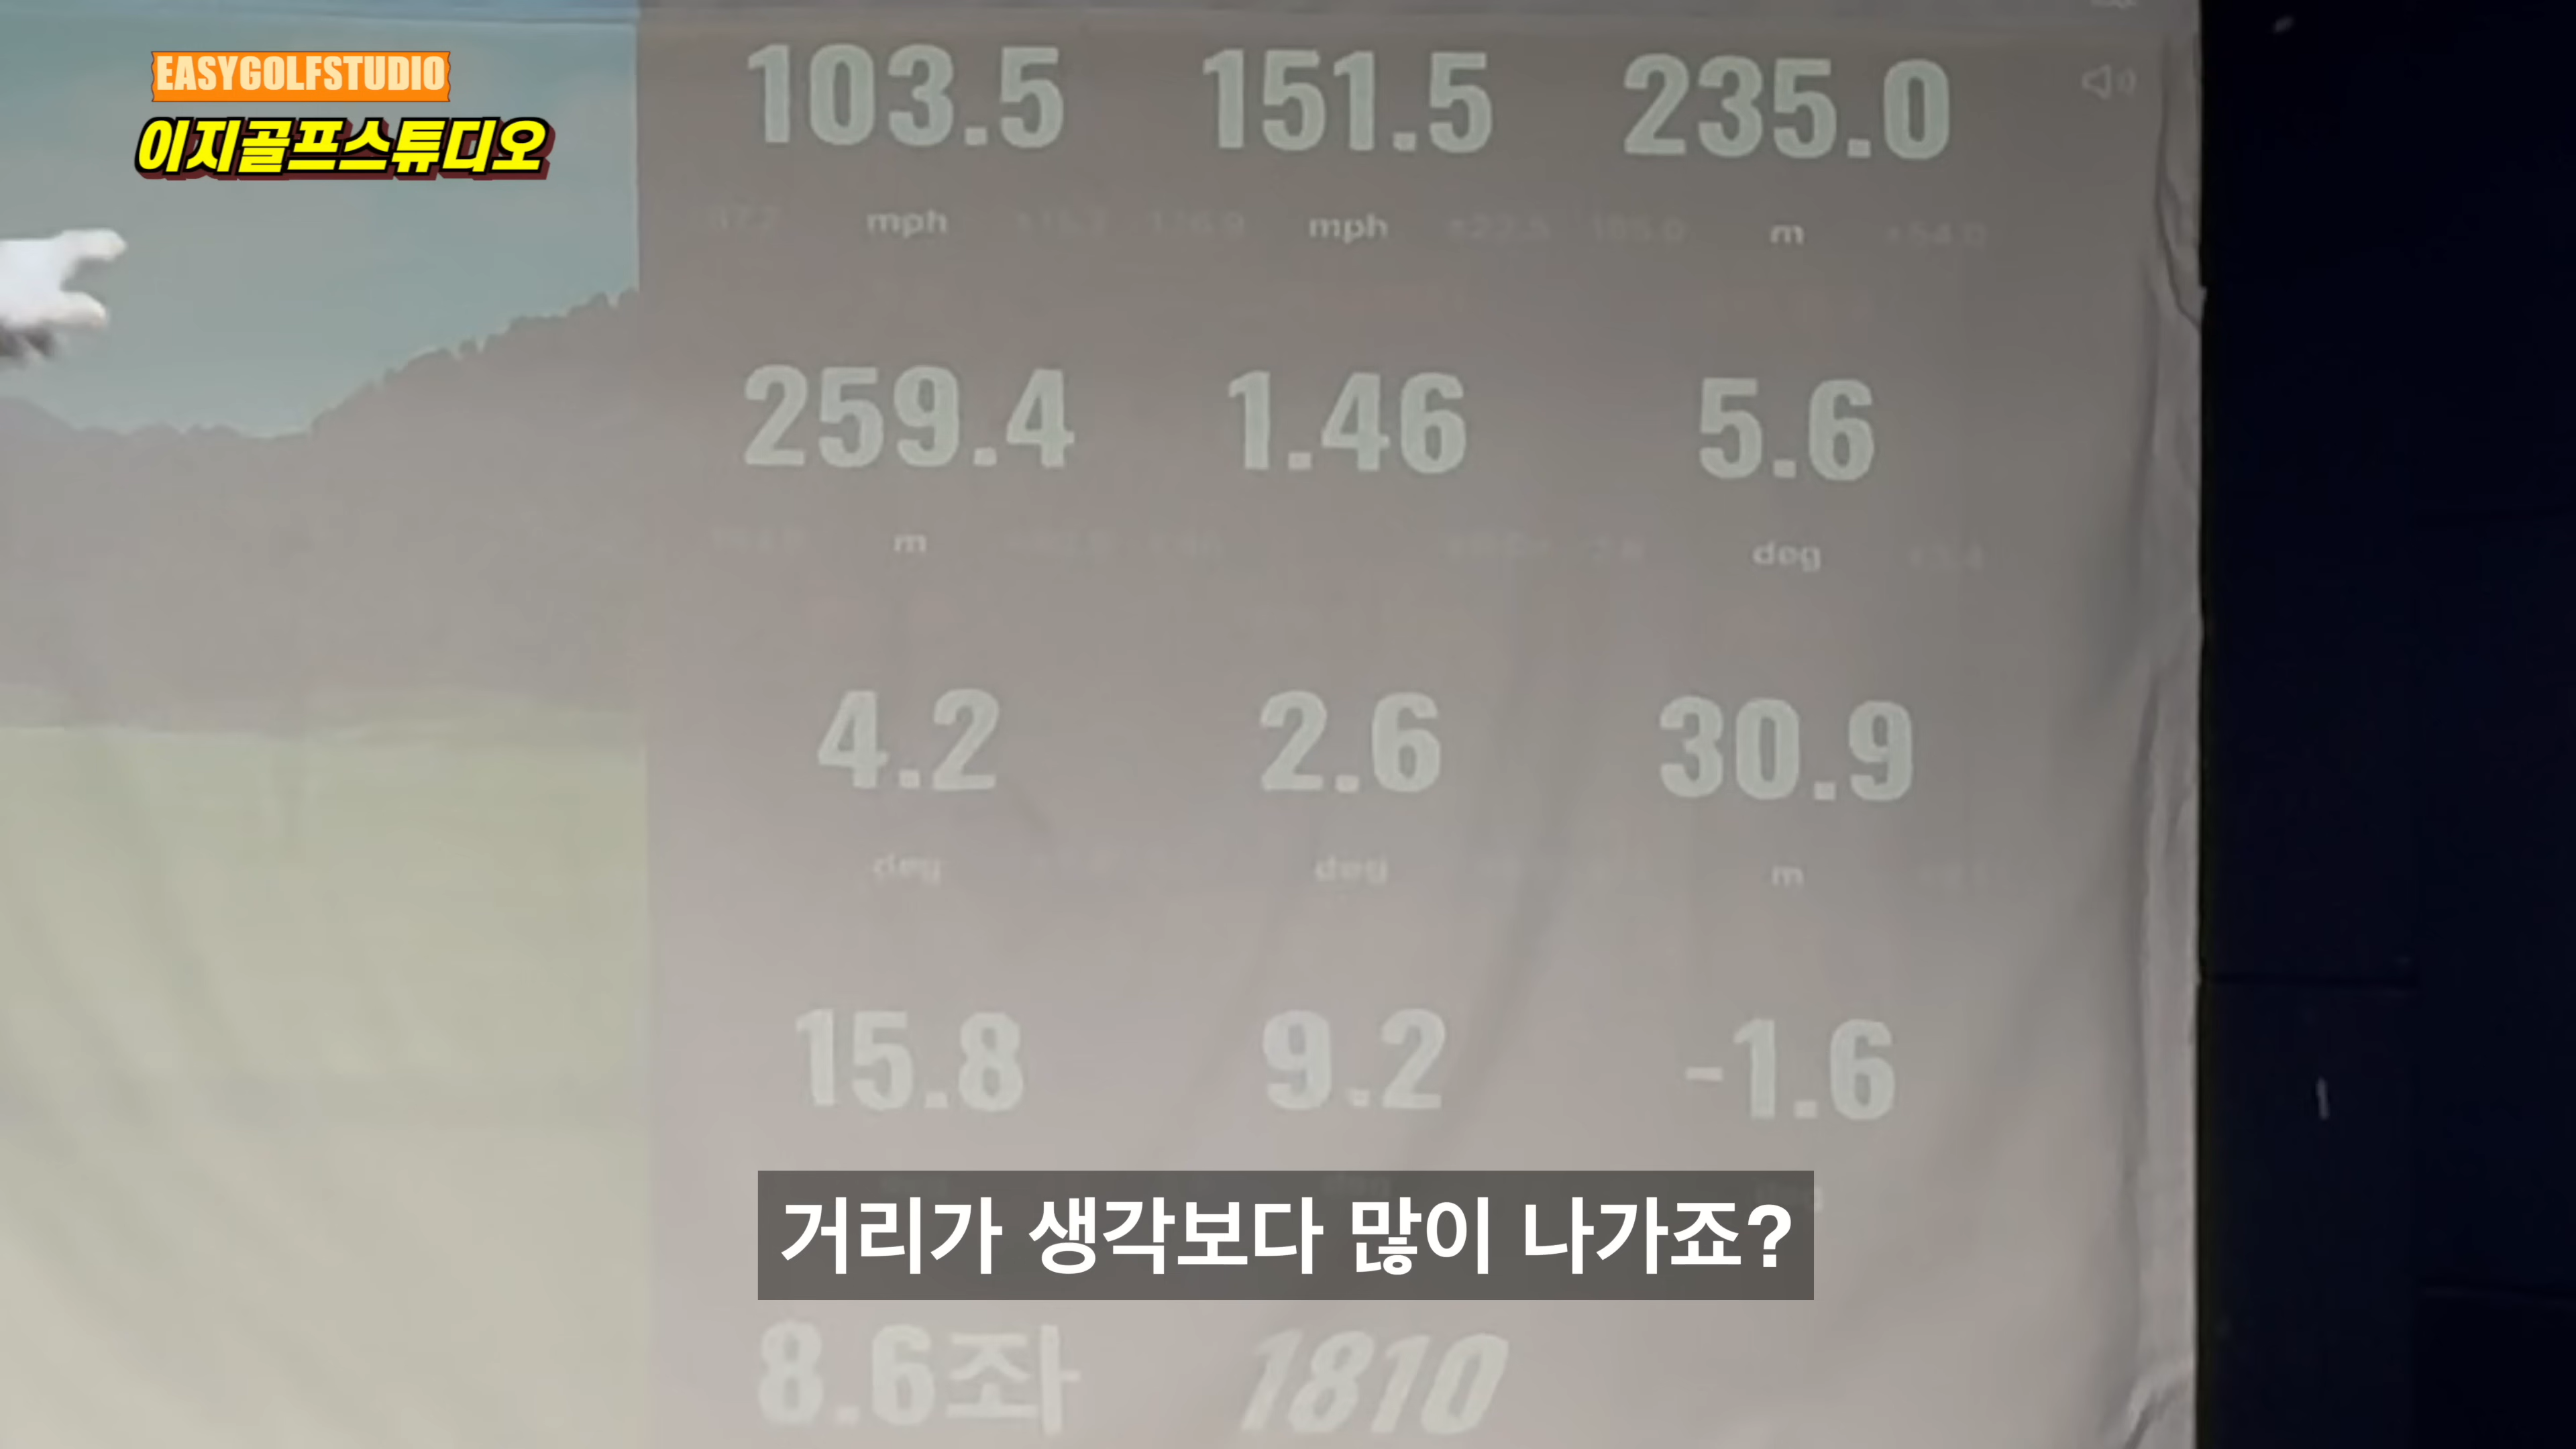 EASYGOLFSTUDIO
이지골프스튜디오
103.5 151.5 235.0
mph mph m
259.4 1.46 5.6
m deg
4.2 2.6 30.9
deg deg m
15.8 9.2 -1.6
거리가 생각보다 많이 나가죠?
8.6좌 1810